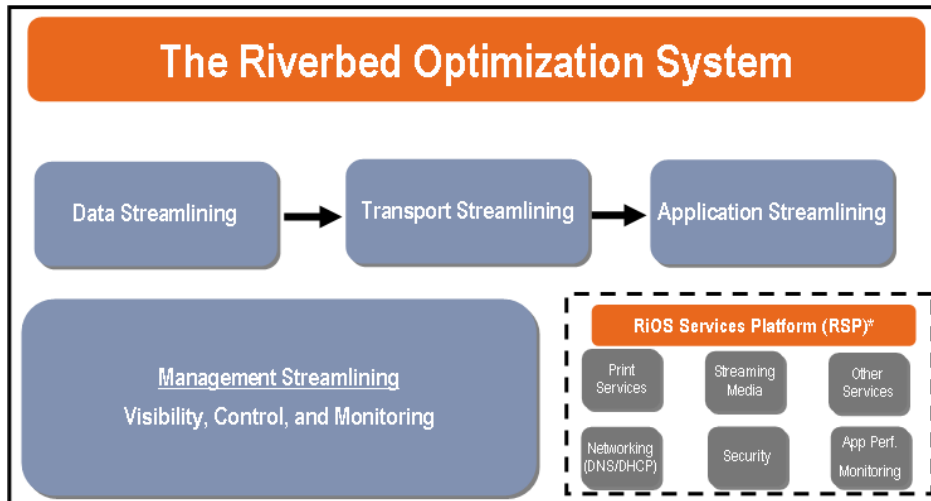 The Riverbed Optimization System
Data Streamlining
Transport Streamlining
Application Streamlining
Management Streamlining
Visibility, Control, and Monitoring
RiOS Services Platform (RSP)*
Print
Services
Streaming
Media
Other
Services
Networking
(DNS/DHCP)
Security
App Perf.
Monitoring